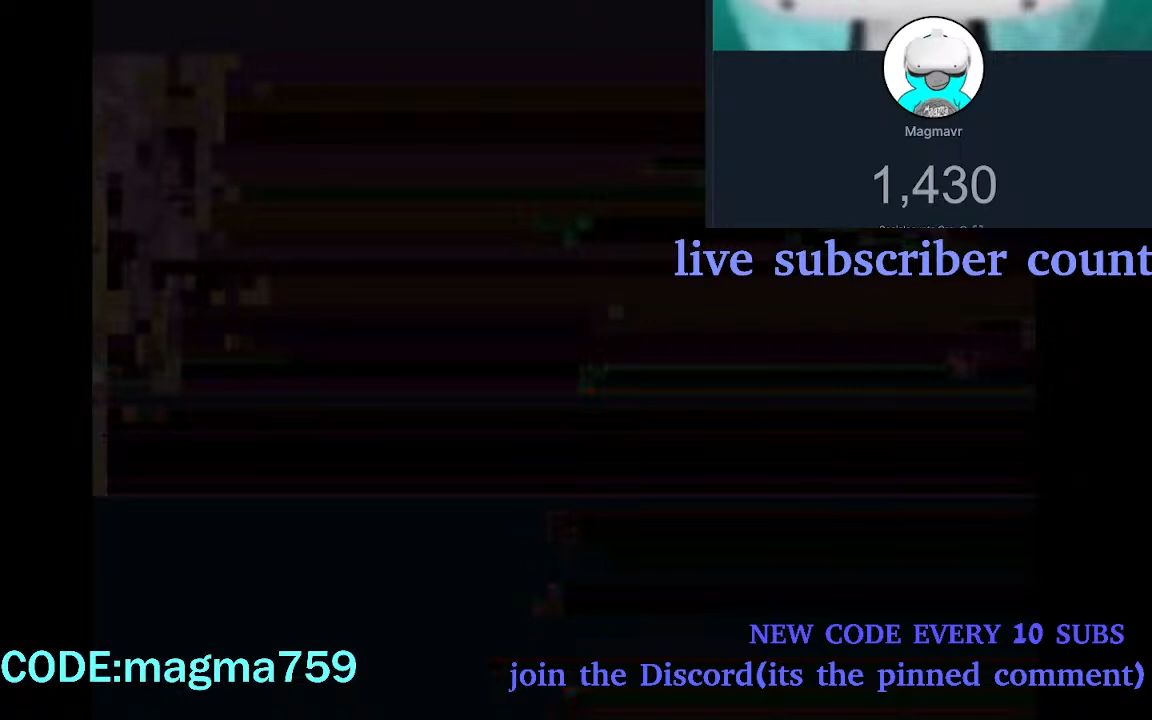 Magma
Magmavr
1,430
live subscriber count
NEW CODE EVERY 10 SUBS
CODE:magma759
join the Discord(its the pinned comment)